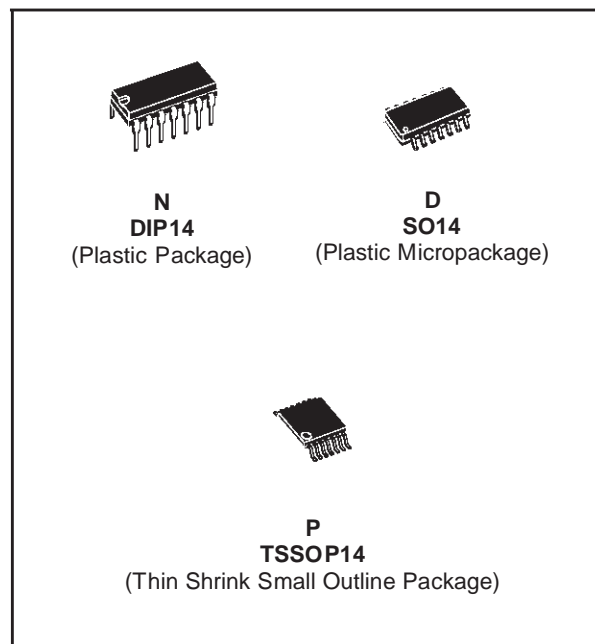 N
DIP14
(Plastic Package)
D
SO14
(Plastic Micropackage)
P
TSSOP14
(Thin Shrink Small Outline Package)